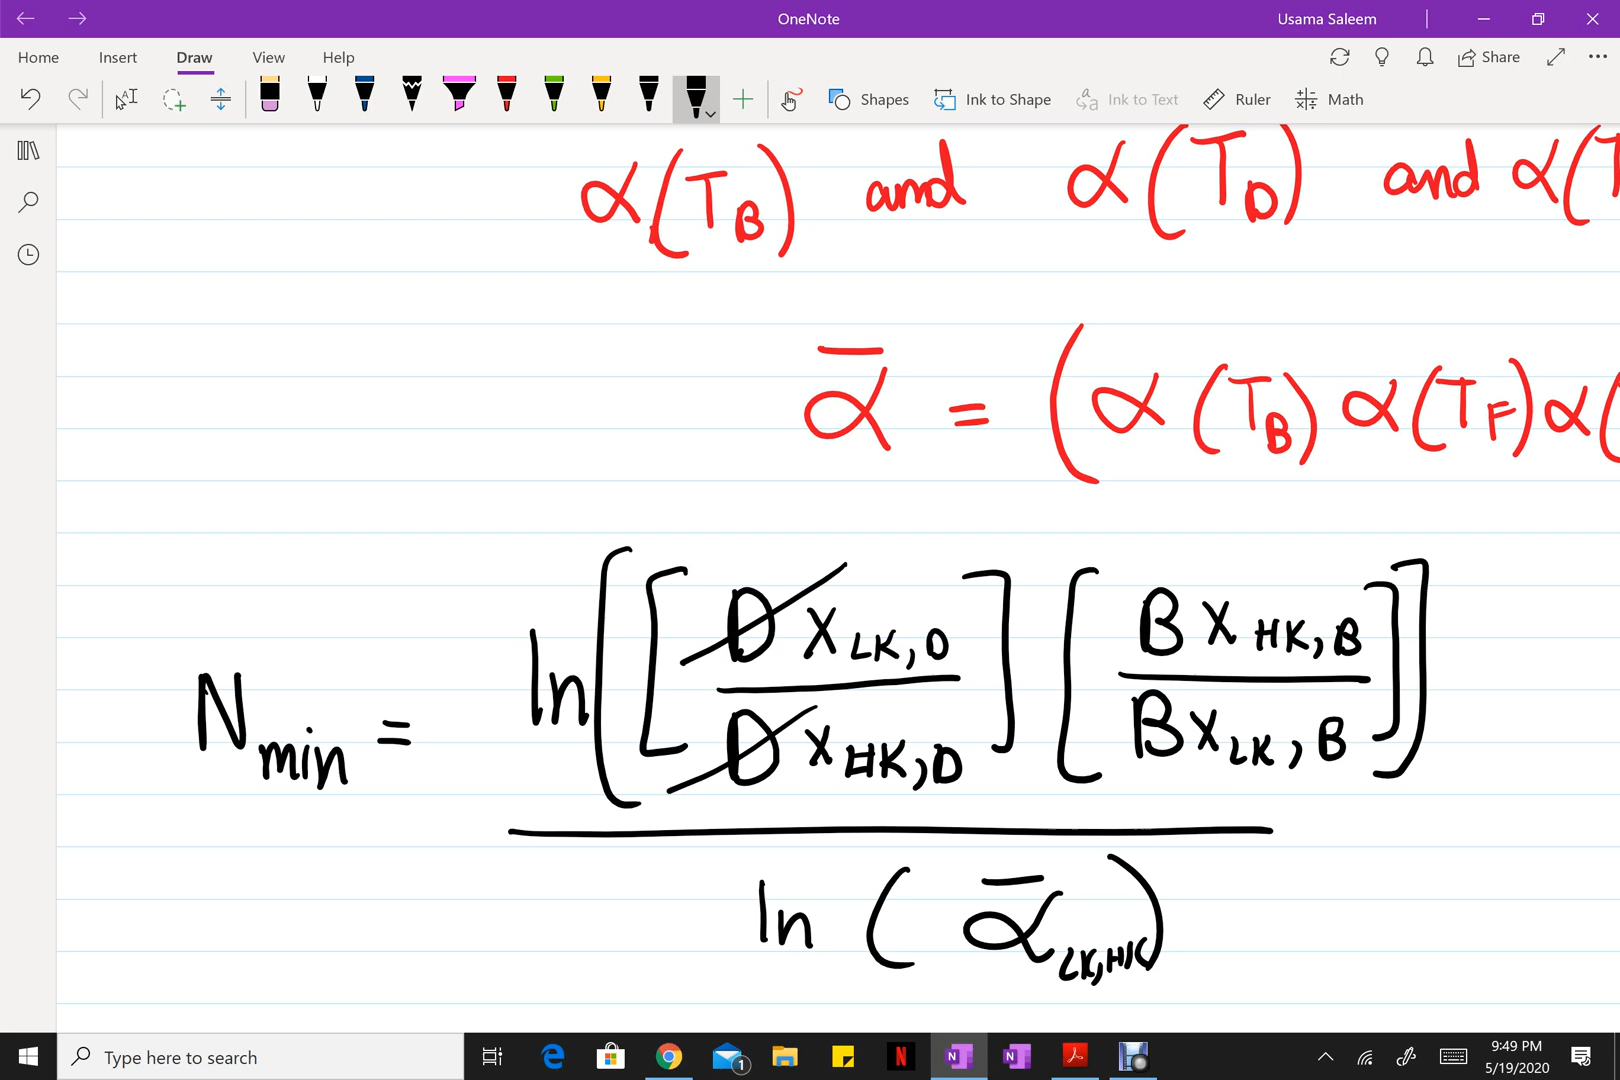 OneNote
Usama Saleem
Home Insert Draw View Help
Share
Shapes Ink to Shape Ink to Text Ruler Math
α(T_B) and α(T_D) and α(T
ᾱ = (α(T_B) α(T_F) α(
N_min = ln([D x_LK,D / D x_HK,D] [B x_HK,B / B x_LK,B]) / ln(ᾱ_LK,HK)
Type here to search
1
9:49 PM
5/19/2020